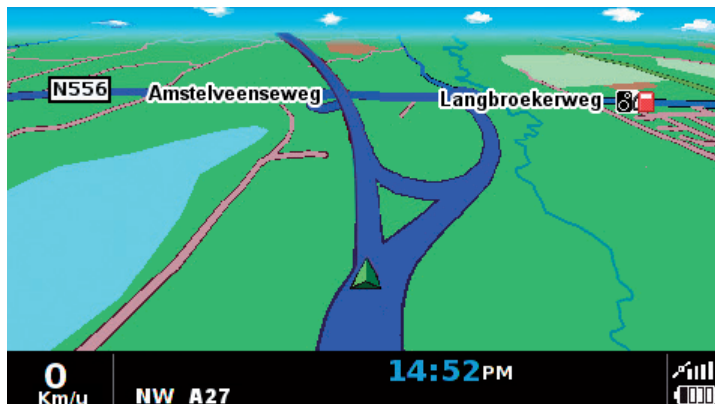 N556
Amstelveenseweg
Langbroekerweg
14:52PM
0
Km/u
NW A27